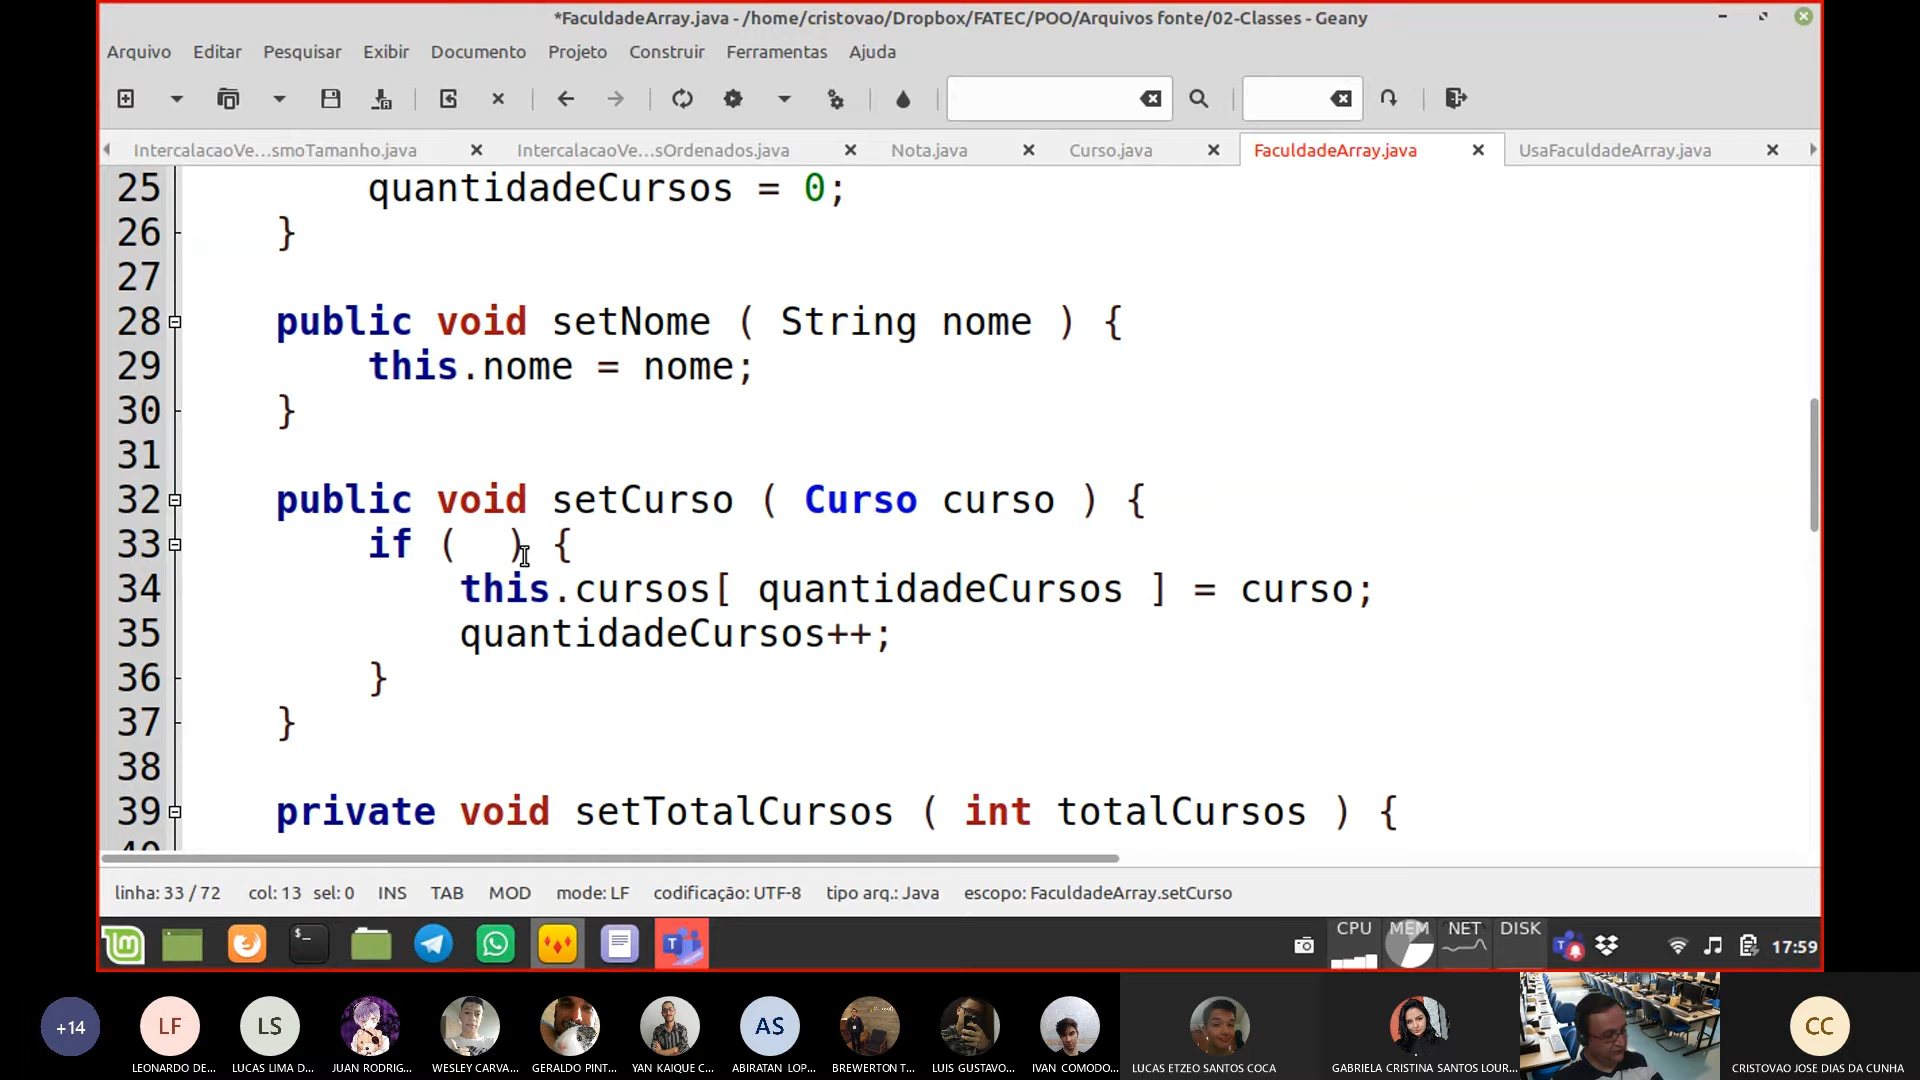 *FaculdadeArray.java - /home/cristovao/Dropbox/FATEC/POO/Arquivos fonte/02-Classes - Geany
Arquivo Editar Pesquisar Exibir Documento Projeto Construir Ferramentas Ajuda
IntercalacaoVe...smoTamanho.java IntercalacaoVe...sOrdenados.java Nota.java Curso.java FaculdadeArray.java UsaFaculdadeArray.java
25 quantidadeCursos = 0;
26 }
27
28 public void setNome ( String nome ) {
29 this.nome = nome;
30 }
31
32 public void setCurso ( Curso curso ) {
33 if (  ) {
34 this.cursos[ quantidadeCursos ] = curso;
35 quantidadeCursos++;
36 }
37 }
38
39 private void setTotalCursos ( int totalCursos ) {
40
linha: 33 / 72 col: 13 sel: 0 INS TAB MOD mode: LF codificação: UTF-8 tipo arq.: Java escopo: FaculdadeArray.setCurso
CPU MEM NET DISK 17:59
+14 LF LS AS CC
LEONARDO DE... LUCAS LIMA D... JUAN RODRIG... WESLEY CARVA... GERALDO PINT... YAN KAIQUE C... ABIRATAN LOP... BREWERTON T... LUIS GUSTAVO... IVAN COMODO... LUCAS ETZEO SANTOS COCA GABRIELA CRISTINA SANTOS LOUR... CRISTOVAO JOSE DIAS DA CUNHA